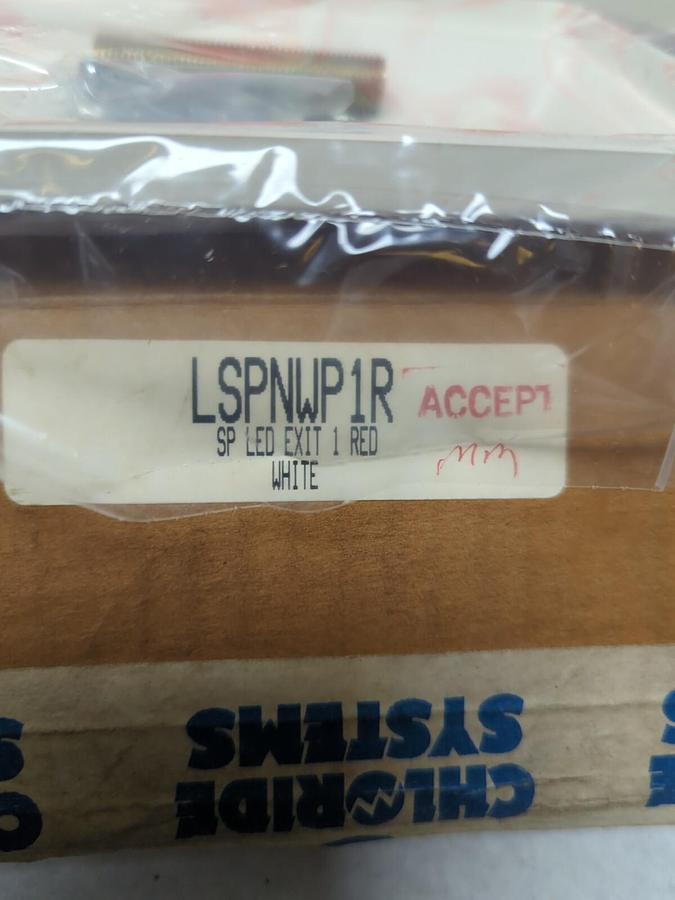 LSPNWP1R
ACCEPT
SP LED EXIT 1 RED
WHITE
CHLORIDE
SYSTEMS